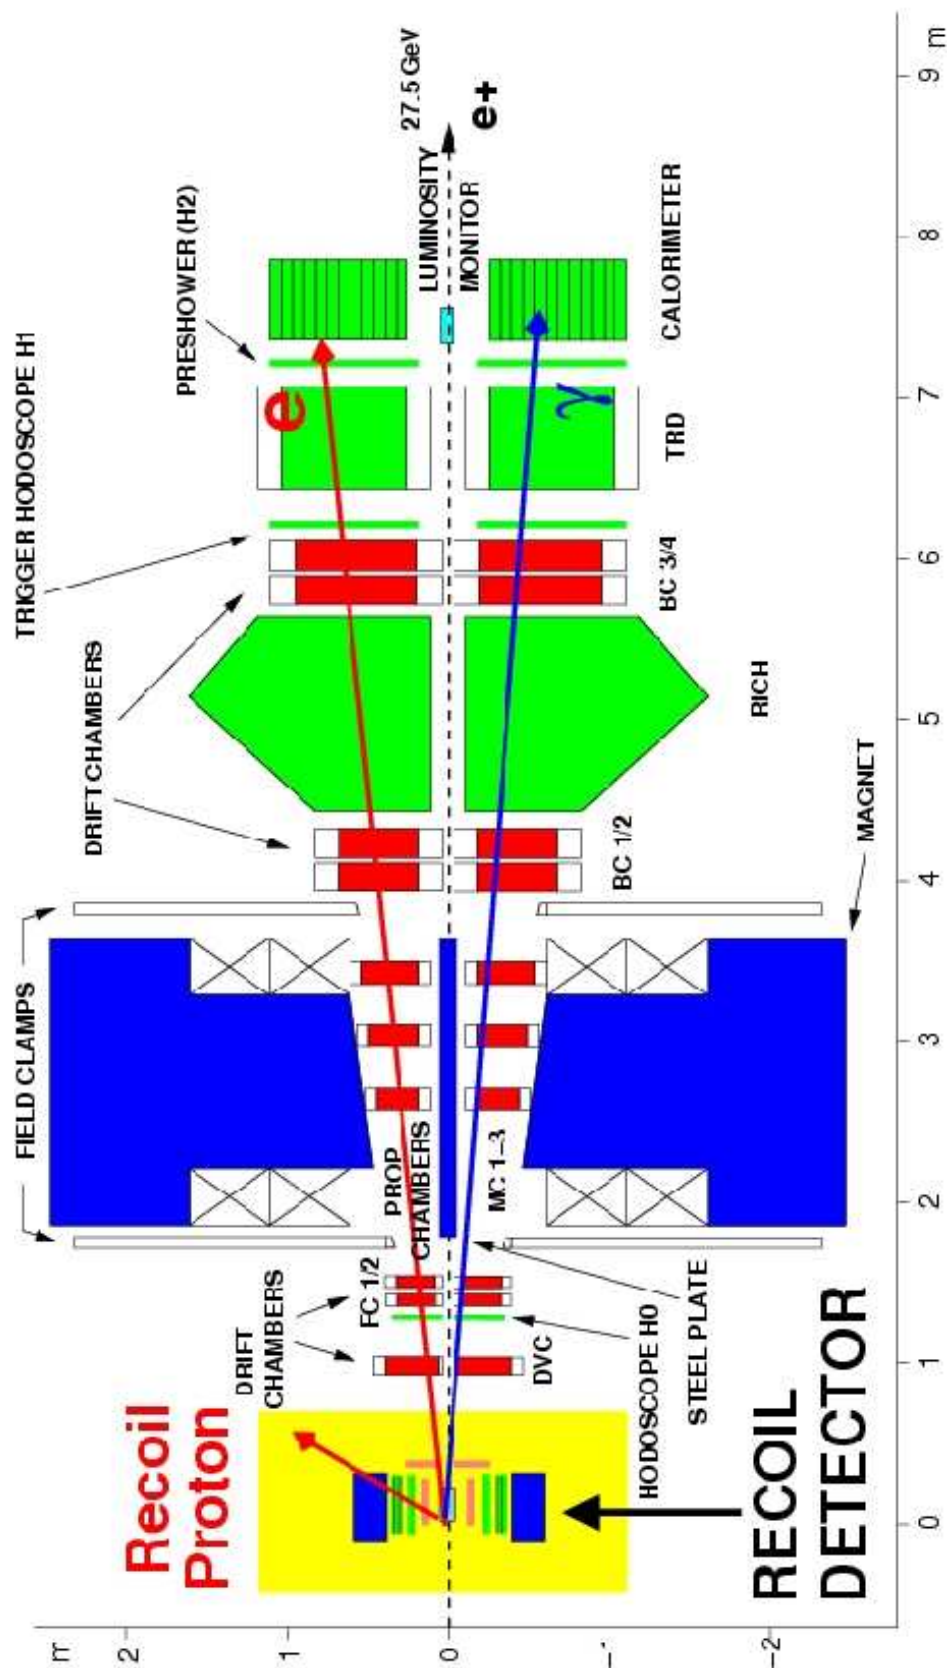 TRIGGER HODOSCOPE H1
PRESHOWER (H2)
DRIFT CHAMBERS
FIELD CLAMPS
27.5 GeV
e+
LUMINOSITY
MONITOR
e
γ
DRIFT
CHAMBERS
FC 1/2
PROP
CHAMBERS
MC 1–3
Recoil
Proton
DVC
HODOSCOPE H0
STEEL PLATE
BC 1/2
MAGNET
RICH
BC 3/4
TRD
CALORIMETER
RECOIL
DETECTOR
m
2
1
0
–1
–2
0
1
2
3
4
5
6
7
8
9
m